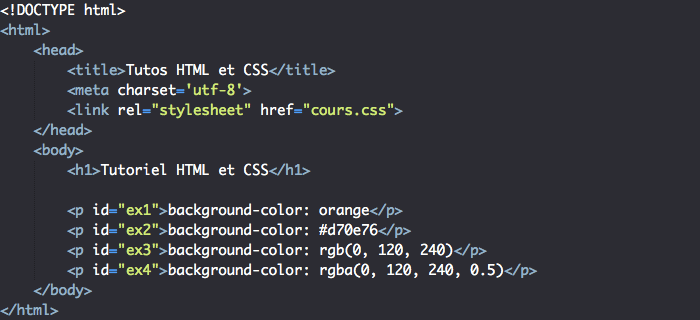 <!DOCTYPE html>
<html>
    <head>
        <title>Tutos HTML et CSS</title>
        <meta charset='utf-8'>
        <link rel="stylesheet" href="cours.css">
    </head>
    <body>
        <h1>Tutoriel HTML et CSS</h1>

        <p id="ex1">background-color: orange</p>
        <p id="ex2">background-color: #d70e76</p>
        <p id="ex3">background-color: rgb(0, 120, 240)</p>
        <p id="ex4">background-color: rgba(0, 120, 240, 0.5)</p>
    </body>
</html>